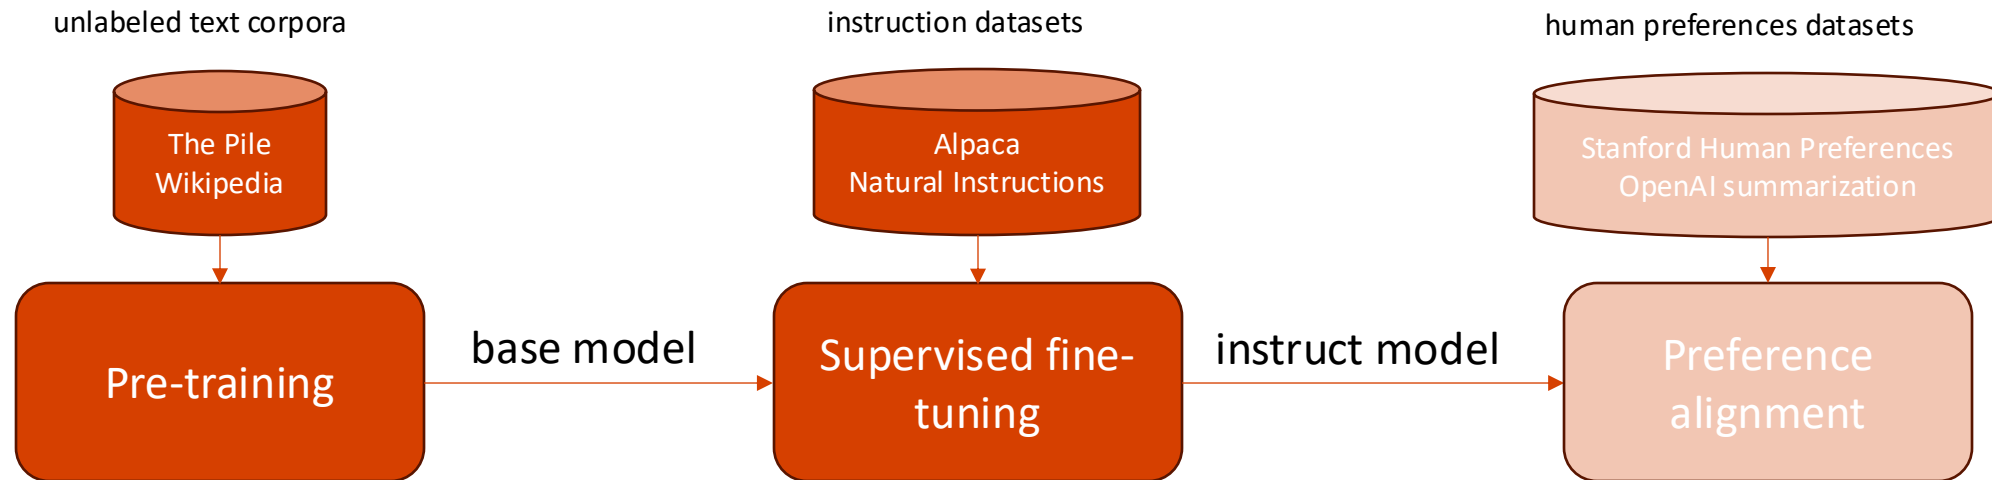 unlabeled text corpora
instruction datasets
human preferences datasets
The Pile
Wikipedia
Alpaca
Natural Instructions
Stanford Human Preferences
OpenAI summarization
Pre-training
base model
Supervised fine-
tuning
instruct model
Preference
alignment